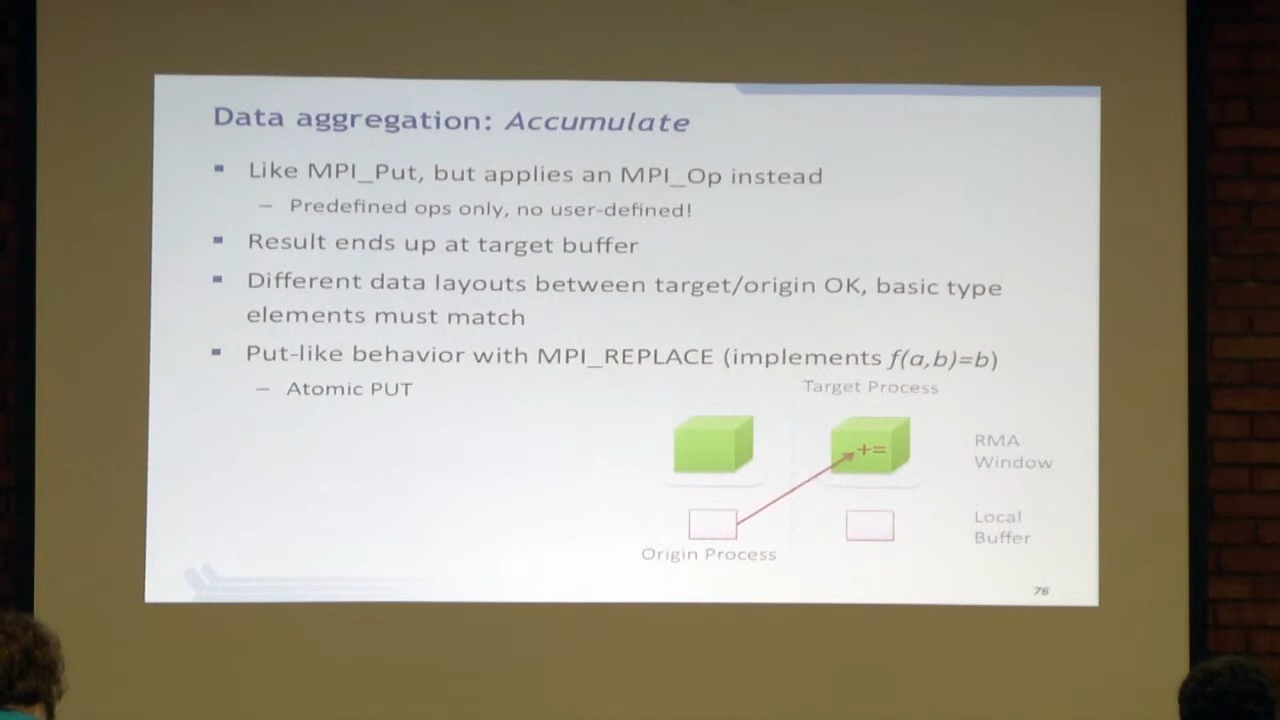 Data aggregation: Accumulate
▪ Like MPI_Put, but applies an MPI_Op instead
– Predefined ops only, no user-defined!
▪ Result ends up at target buffer
▪ Different data layouts between target/origin OK, basic type
elements must match
▪ Put-like behavior with MPI_REPLACE (implements f(a,b)=b)
– Atomic PUT
Target Process
+=
RMA
Window
Local
Buffer
Origin Process
76